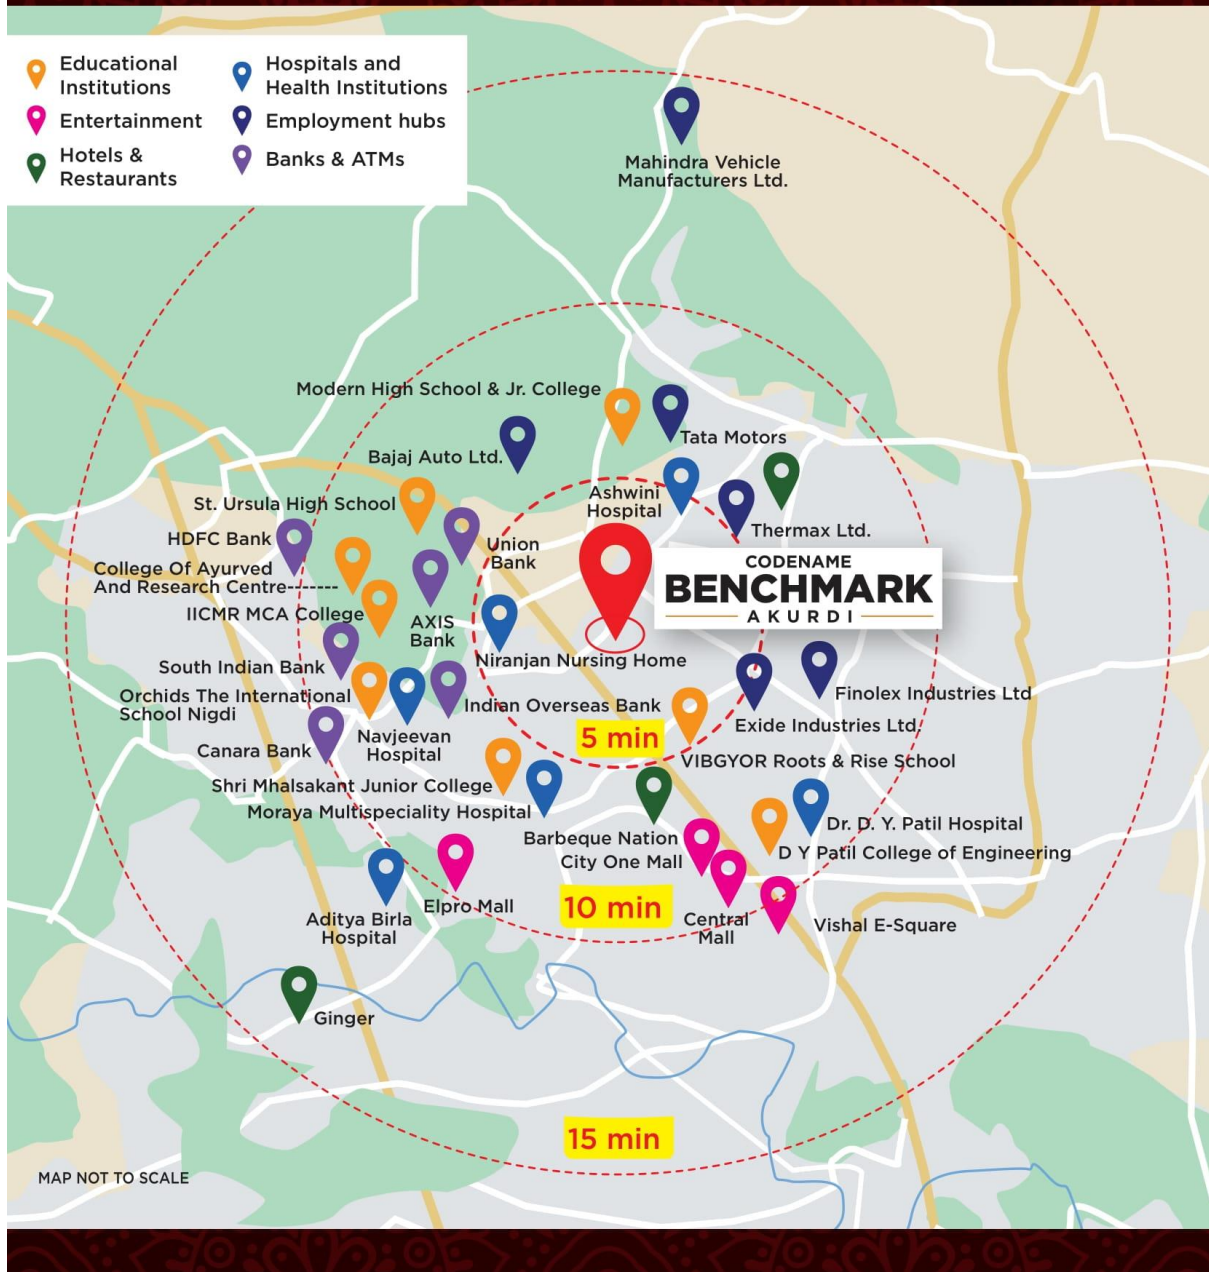 Educational
Institutions
Entertainment
Hotels &
Restaurants
Hospitals and
Health Institutions
Employment hubs
Banks & ATMs
Mahindra Vehicle
Manufacturers Ltd.
Modern High School & Jr. College
Tata Motors
Bajaj Auto Ltd.
St. Ursula High School
Ashwini
Hospital
Thermax Ltd.
HDFC Bank
Union
Bank
College Of Ayurved
And Research Centre-------
CODENAME
BENCHMARK
AKURDI
IICMR MCA College
AXIS
Bank
South Indian Bank
Niranjan Nursing Home
Orchids The International
School Nigdi
Indian Overseas Bank
Finolex Industries Ltd
Exide Industries Ltd.
Canara Bank
Navjeevan
Hospital
5 min
VIBGYOR Roots & Rise School
Shri Mhalsakant Junior College
Moraya Multispeciality Hospital
Dr. D. Y. Patil Hospital
Barbeque Nation
City One Mall
D Y Patil College of Engineering
Elpro Mall
10 min
Aditya Birla
Hospital
Central
Mall
Vishal E-Square
Ginger
15 min
MAP NOT TO SCALE